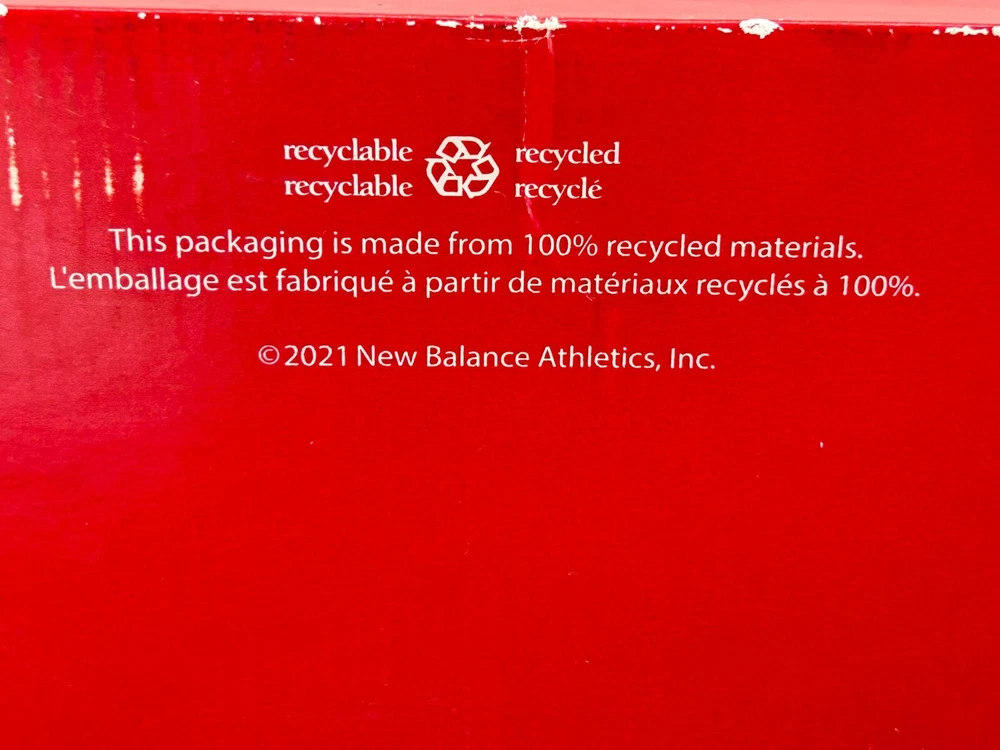 recyclable recycled
recyclable recyclé
This packaging is made from 100% recycled materials.
L'emballage est fabriqué à partir de matériaux recyclés à 100%.
©2021 New Balance Athletics, Inc.